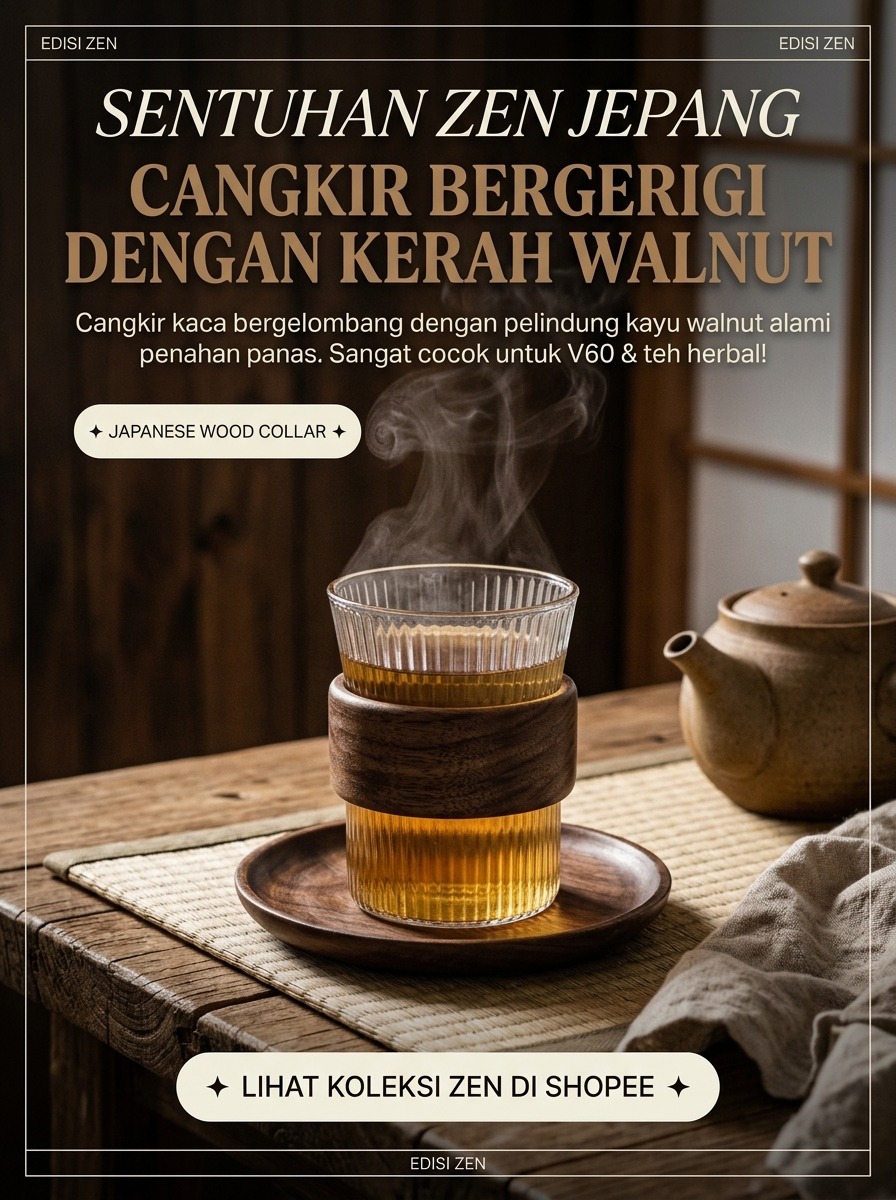 EDISI ZEN
EDISI ZEN
SENTUHAN ZEN JEPANG
CANGKIR BERGERIGI
DENGAN KERAH WALNUT
Cangkir kaca bergelombang dengan pelindung kayu walnut alami
penahan panas. Sangat cocok untuk V60 & teh herbal!
✦ JAPANESE WOOD COLLAR ✦
✦ LIHAT KOLEKSI ZEN DI SHOPEE ✦
EDISI ZEN